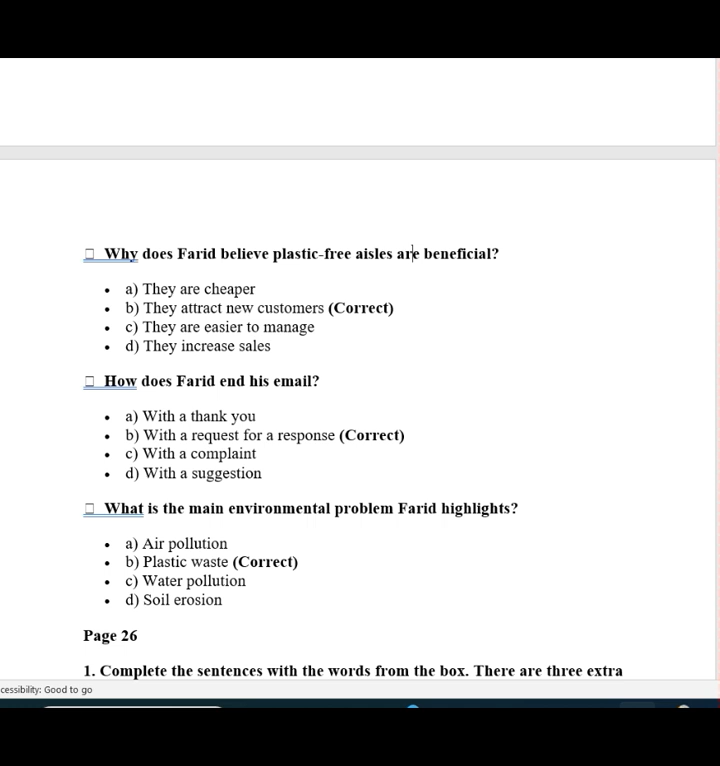 Why does Farid believe plastic-free aisles are beneficial?
a) They are cheaper
b) They attract new customers (Correct)
c) They are easier to manage
d) They increase sales
How does Farid end his email?
a) With a thank you
b) With a request for a response (Correct)
c) With a complaint
d) With a suggestion
What is the main environmental problem Farid highlights?
a) Air pollution
b) Plastic waste (Correct)
c) Water pollution
d) Soil erosion
Page 26
1. Complete the sentences with the words from the box. There are three extra
cessibility: Good to go